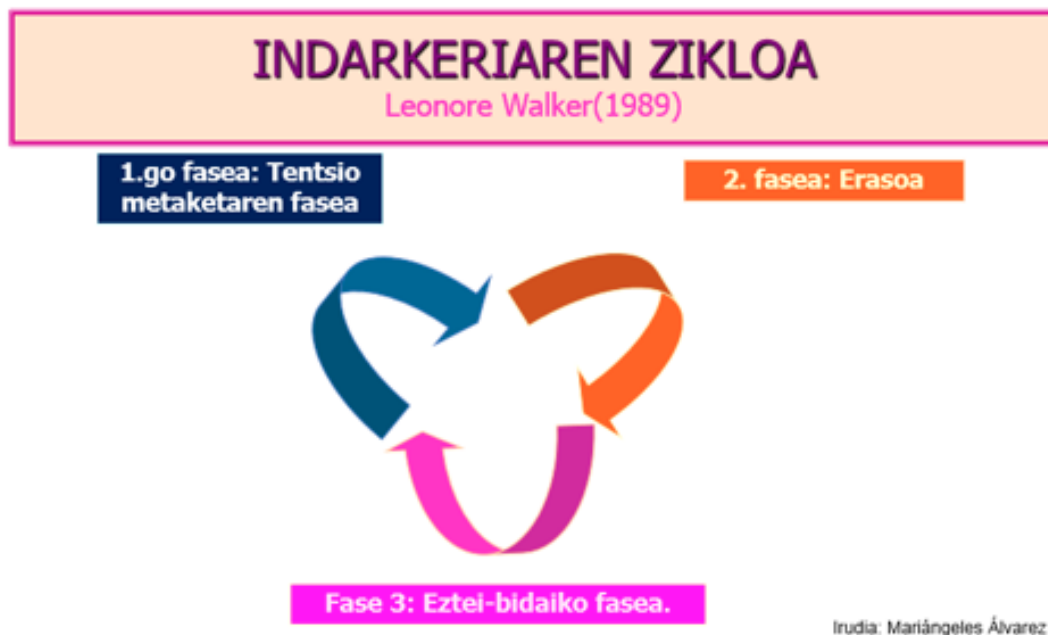 INDARKERIAREN ZIKLOA
Leonore Walker(1989)
1.go fasea: Tentsio
metaketaren fasea
2. fasea: Erasoa
Fase 3: Eztei-bidaiko fasea.
Irudia: Mariángeles Álvarez